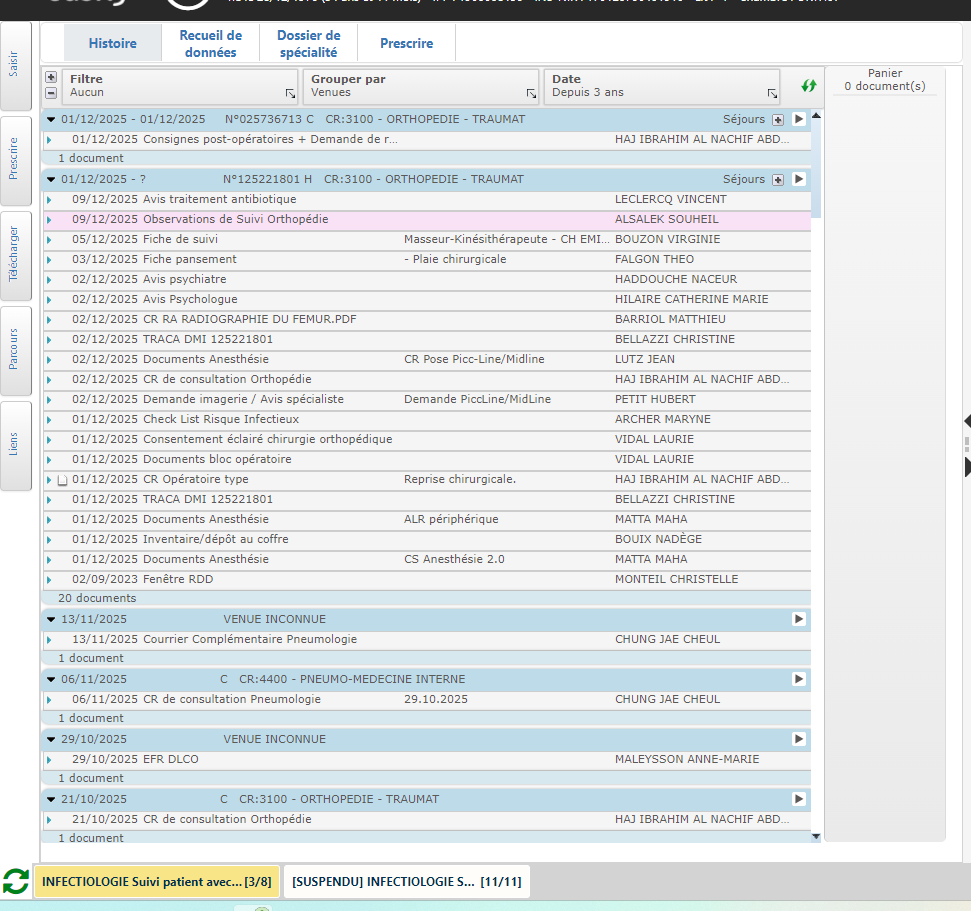 Histoire
Recueil de données
Dossier de spécialité
Prescrire
Saisir
Prescrire
Télécharger
Parcours
Liens
Filtre
Aucun
Grouper par
Venues
Date
Depuis 3 ans
Panier
0 document(s)
01/12/2025 - 01/12/2025 N°025736713 C CR:3100 - ORTHOPEDIE - TRAUMAT Séjours
01/12/2025 Consignes post-opératoires + Demande de r... HAJ IBRAHIM AL NACHIF ABD...
1 document
01/12/2025 - ? N°125221801 H CR:3100 - ORTHOPEDIE - TRAUMAT Séjours
09/12/2025 Avis traitement antibiotique LECLERCQ VINCENT
09/12/2025 Observations de Suivi Orthopédie ALSALEK SOUHEIL
05/12/2025 Fiche de suivi Masseur-Kinésithérapeute - CH EMI... BOUZON VIRGINIE
03/12/2025 Fiche pansement - Plaie chirurgicale FALGON THEO
02/12/2025 Avis psychiatre HADDOUCHE NACEUR
02/12/2025 Avis Psychologue HILAIRE CATHERINE MARIE
02/12/2025 CR RA RADIOGRAPHIE DU FEMUR.PDF BARRIOL MATTHIEU
02/12/2025 TRACA DMI 125221801 BELLAZZI CHRISTINE
02/12/2025 Documents Anesthésie CR Pose Picc-Line/Midline LUTZ JEAN
02/12/2025 CR de consultation Orthopédie HAJ IBRAHIM AL NACHIF ABD...
02/12/2025 Demande imagerie / Avis spécialiste Demande PiccLine/MidLine PETIT HUBERT
01/12/2025 Check List Risque Infectieux ARCHER MARYNE
01/12/2025 Consentement éclairé chirurgie orthopédique VIDAL LAURIE
01/12/2025 Documents bloc opératoire VIDAL LAURIE
01/12/2025 CR Opératoire type Reprise chirurgicale. HAJ IBRAHIM AL NACHIF ABD...
01/12/2025 TRACA DMI 125221801 BELLAZZI CHRISTINE
01/12/2025 Documents Anesthésie ALR périphérique MATTA MAHA
01/12/2025 Inventaire/dépôt au coffre BOUIX NADÈGE
01/12/2025 Documents Anesthésie CS Anesthésie 2.0 MATTA MAHA
02/09/2023 Fenêtre RDD MONTEIL CHRISTELLE
20 documents
13/11/2025 VENUE INCONNUE
13/11/2025 Courrier Complémentaire Pneumologie CHUNG JAE CHEUL
1 document
06/11/2025 C CR:4400 - PNEUMO-MEDECINE INTERNE
06/11/2025 CR de consultation Pneumologie 29.10.2025 CHUNG JAE CHEUL
1 document
29/10/2025 VENUE INCONNUE
29/10/2025 EFR DLCO MALEYSSON ANNE-MARIE
1 document
21/10/2025 C CR:3100 - ORTHOPEDIE - TRAUMAT
21/10/2025 CR de consultation Orthopédie HAJ IBRAHIM AL NACHIF ABD...
1 document
INFECTIOLOGIE Suivi patient avec... [3/8]
[SUSPENDU] INFECTIOLOGIE S... [11/11]